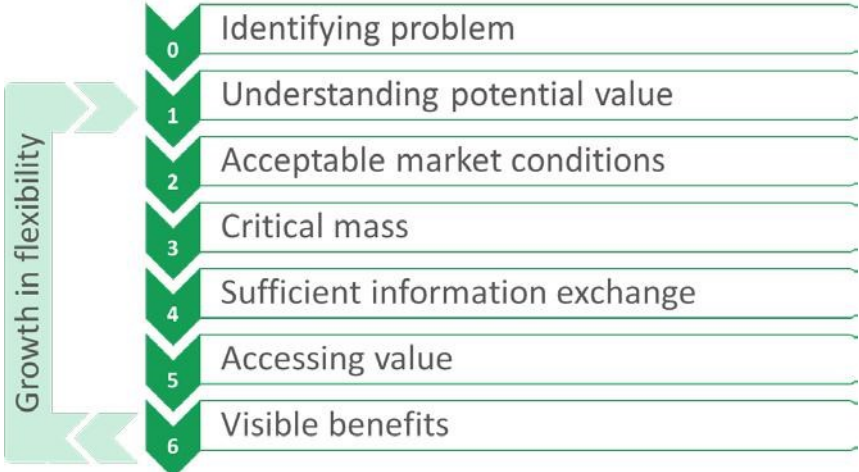 0 Identifying problem
1 Understanding potential value
2 Acceptable market conditions
3 Critical mass
4 Sufficient information exchange
5 Accessing value
6 Visible benefits
Growth in flexibility